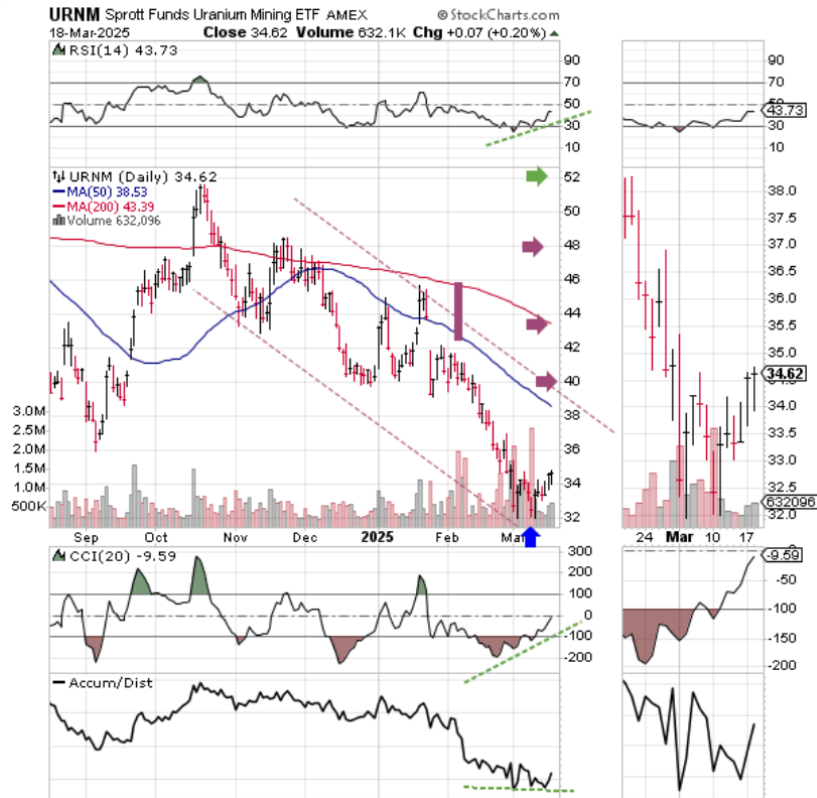 URNM Sprott Funds Uranium Mining ETF AMEX © StockCharts.com
18-Mar-2025 Close 34.62 Volume 632.1K Chg +0.07 (+0.20%)
RSI(14) 43.73
90
70
50
30
10
90
70
50
43.73
30
10
URNM (Daily) 34.62
MA(50) 38.53
MA(200) 43.39
Volume 632,096
52
50
48
46
44
42
40
38
36
34
32
3.0M
2.5M
2.0M
1.5M
1.0M
500K
38.0
37.5
37.0
36.5
36.0
35.5
35.0
34.62
34.0
33.5
33.0
32.5
632096
32.0
Sep Oct Nov Dec 2025 Feb Mar
24 Mar 10 17
CCI(20) -9.59
300
200
100
0
-100
-200
-9.59
-50
-100
-150
-200
Accum/Dist